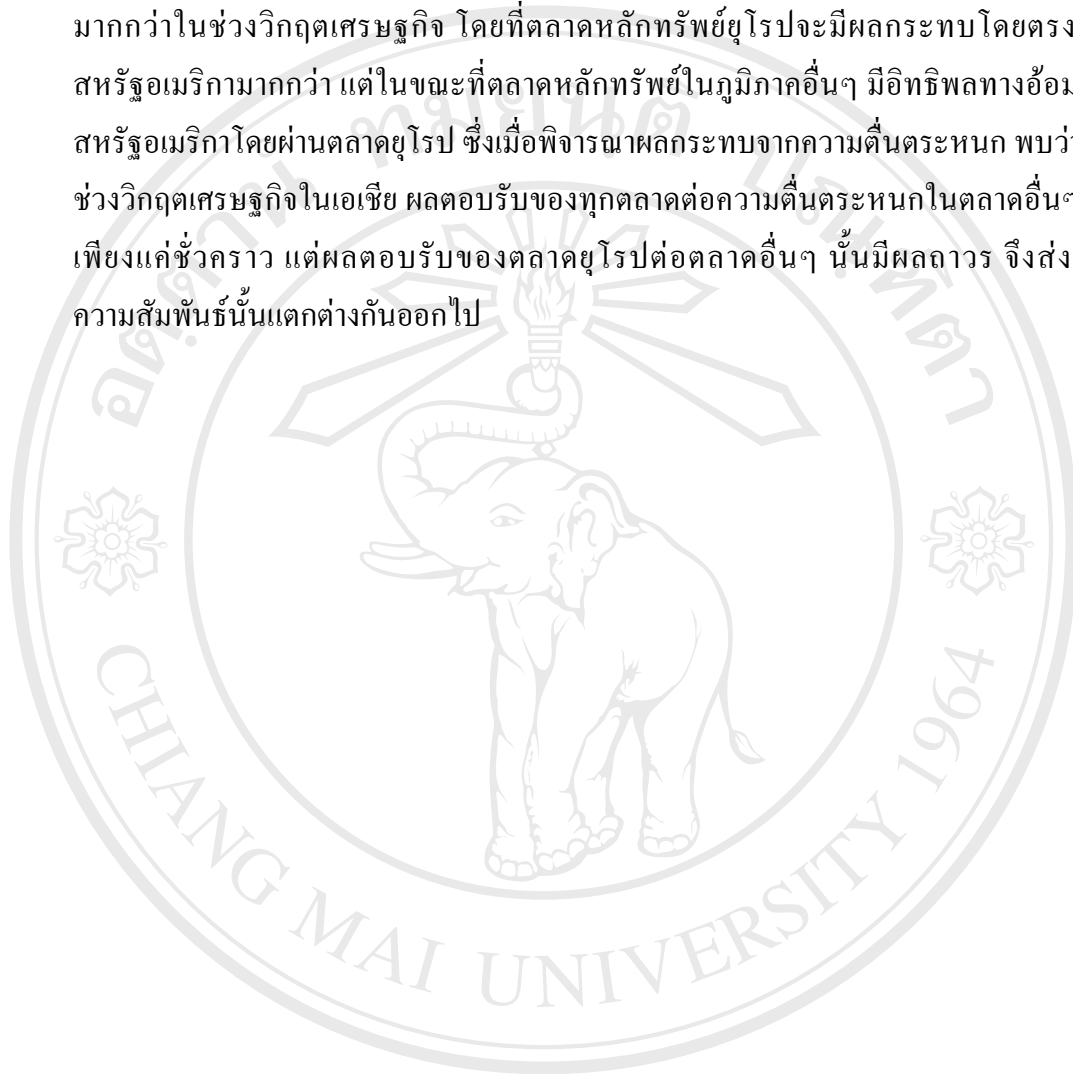 มากกว่าในช่วงวิกฤตเศรษฐกิจ โดยที่ตลาดหลักทรัพย์ยุโรปจะมีผลกระทบโดยตรง
สหรัฐอเมริกามากกว่า แต่ในขณะที่ตลาดหลักทรัพย์ในภูมิภาคอื่นๆ มีอิทธิพลทางอ้อม
สหรัฐอเมริกาโดยผ่านตลาดยุโรป ซึ่งเมื่อพิจารณาผลกระทบจากความตื่นตระหนก พบว่า
ช่วงวิกฤตเศรษฐกิจในเอเชีย ผลตอบรับของทุกตลาดต่อความตื่นตระหนกในตลาดอื่นๆ
เพียงแค่ชั่วคราว แต่ผลตอบรับของตลาดยุโรปต่อตลาดอื่นๆ นั้นมีผลถาวร จึงส่ง
ความสัมพันธ์นั้นแตกต่างกันออกไป
อตฺตานํ ทมยนฺติ ปณฺฑิตา
CHIANG MAI UNIVERSITY 1964